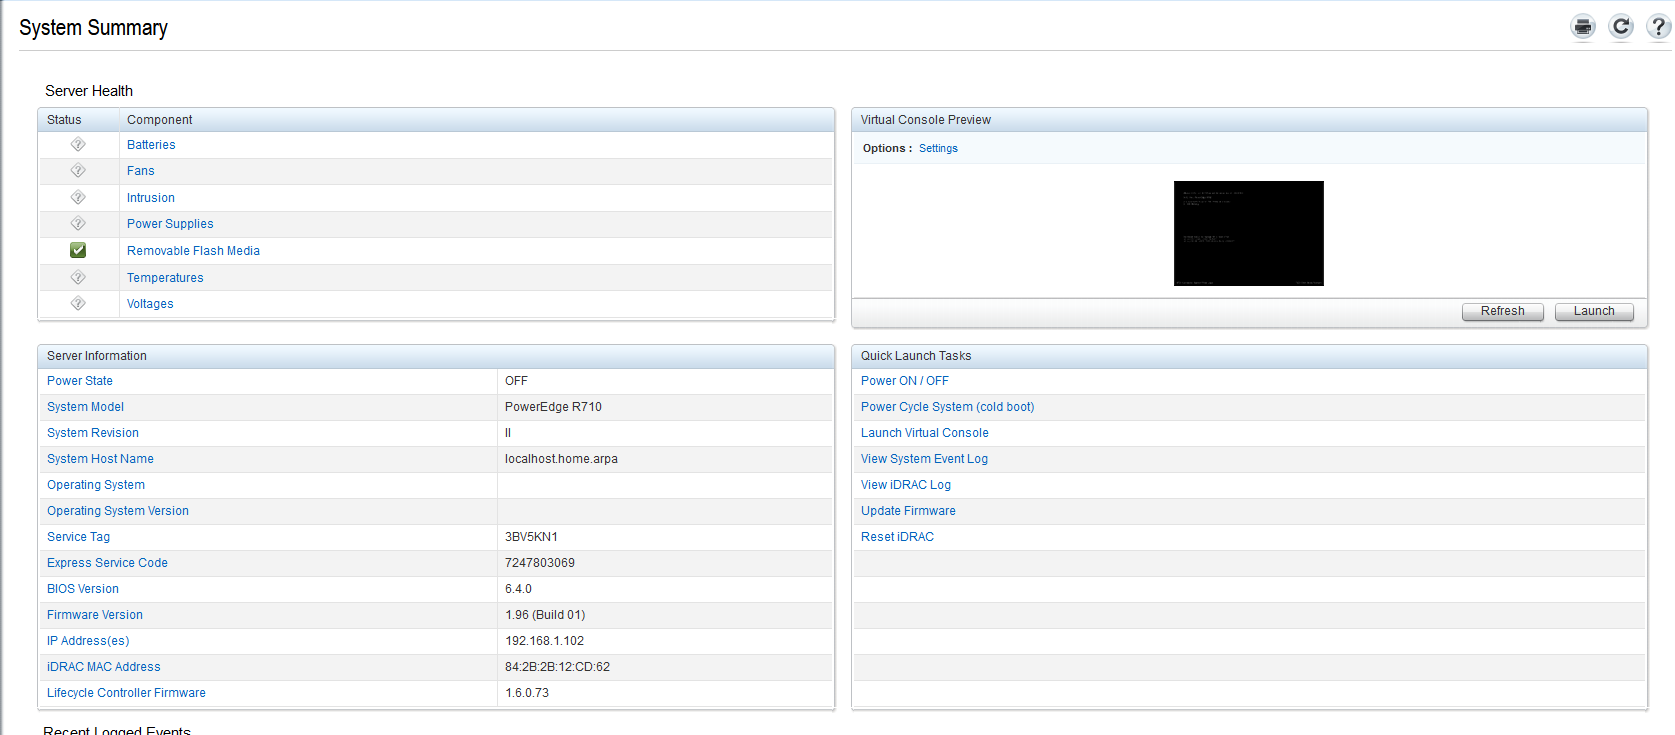 System Summary
Server Health
Status Component
Batteries
Fans
Intrusion
Power Supplies
Removable Flash Media
Temperatures
Voltages
Virtual Console Preview
Options : Settings
Refresh Launch
Server Information
Power State OFF
System Model PowerEdge R710
System Revision II
System Host Name localhost.home.arpa
Operating System
Operating System Version
Service Tag 3BV5KN1
Express Service Code 7247803069
BIOS Version 6.4.0
Firmware Version 1.96 (Build 01)
IP Address(es) 192.168.1.102
iDRAC MAC Address 84:2B:2B:12:CD:62
Lifecycle Controller Firmware 1.6.0.73
Quick Launch Tasks
Power ON / OFF
Power Cycle System (cold boot)
Launch Virtual Console
View System Event Log
View iDRAC Log
Update Firmware
Reset iDRAC
Recent Logged Events